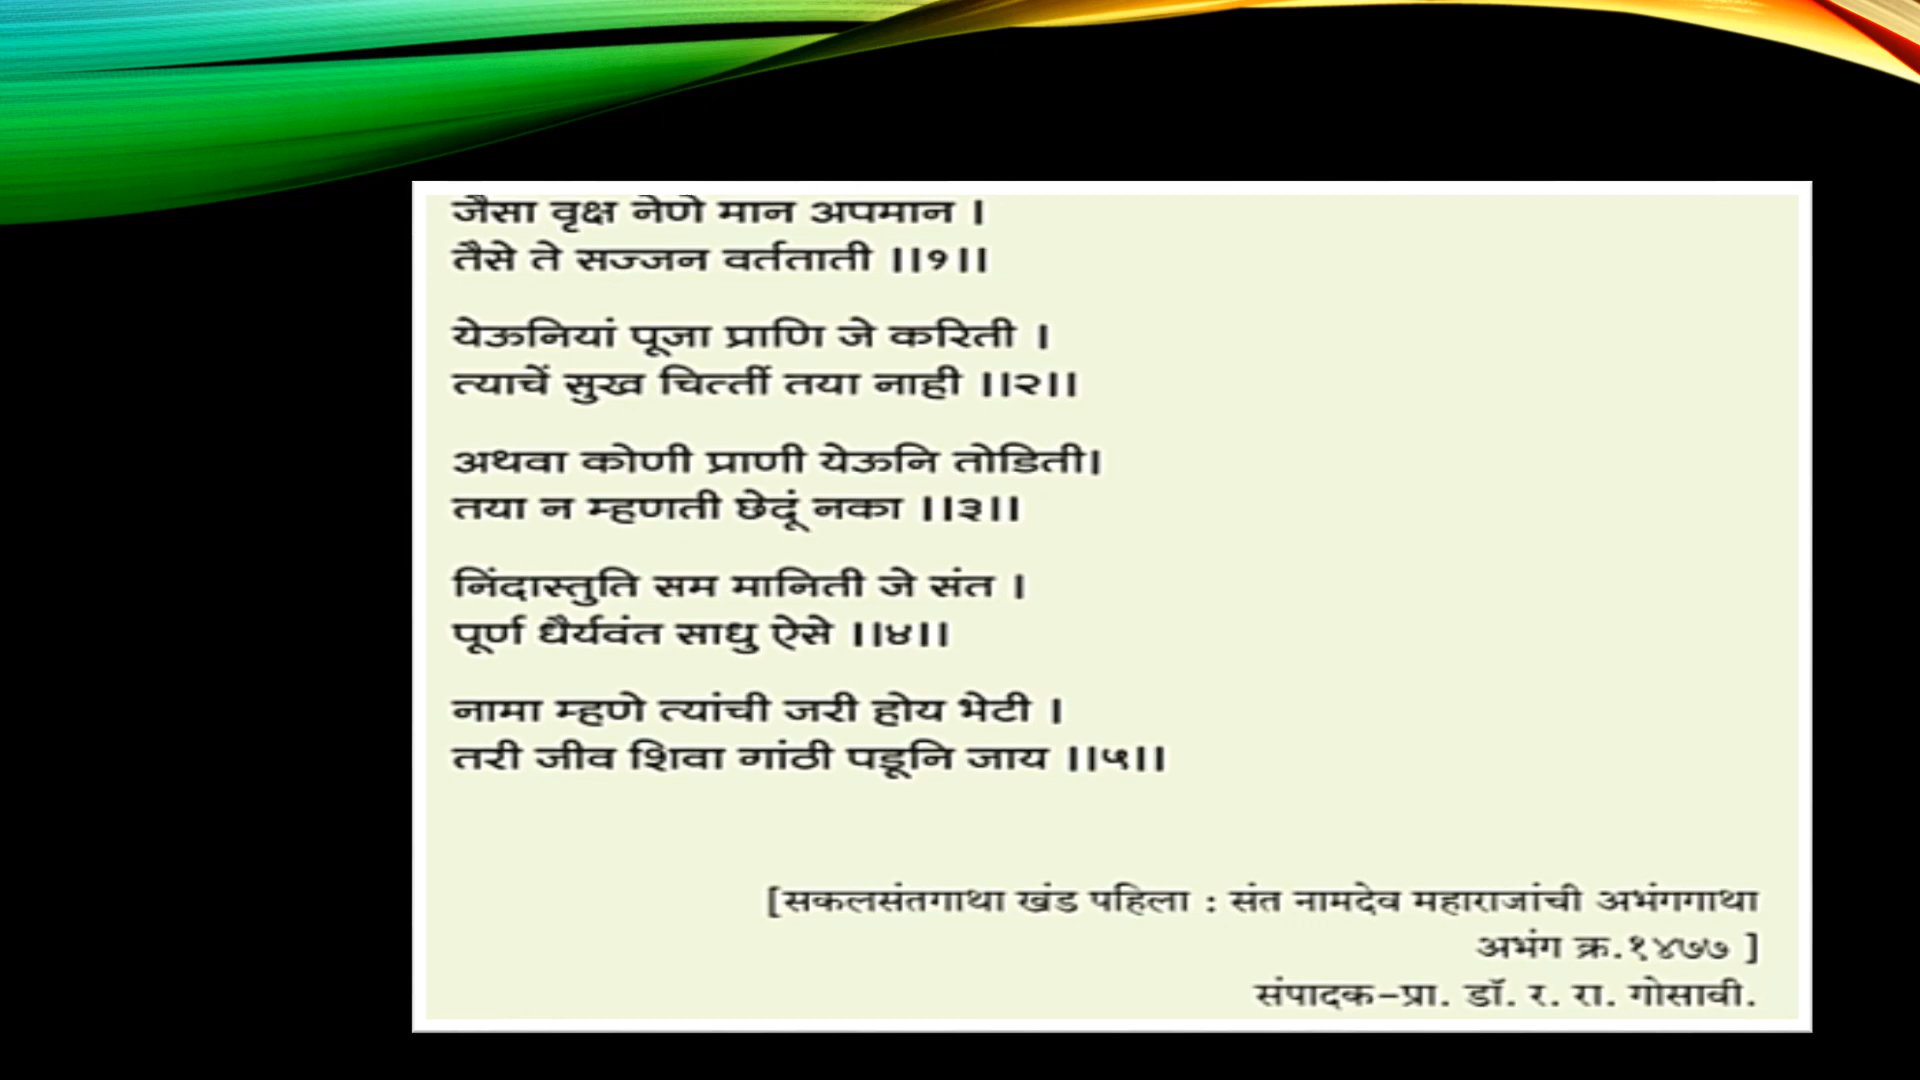 जैसा वृक्ष नेणे मान अपमान ।
तैसे ते सज्जन वर्तताती ।।१।।
येऊनियां पूजा प्राणि जे करिती ।
त्याचें सुख चित्तीं तया नाही ।।२।।
अथवा कोणी प्राणी येऊनि तोडिती।
तया न म्हणती छेदूं नका ।।३।।
निंदास्तुति सम मानिती जे संत ।
पूर्ण धैर्यवंत साधु ऐसे ।।४।।
नामा म्हणे त्यांची जरी होय भेटी ।
तरी जीव शिवा गांठी पडूनि जाय ।।५।।
[सकलसंतगाथा खंड पहिला : संत नामदेव महाराजांची अभंगगाथा
अभंग क्र.१४७७ ]
संपादक–प्रा. डॉ. र. रा. गोसावी.